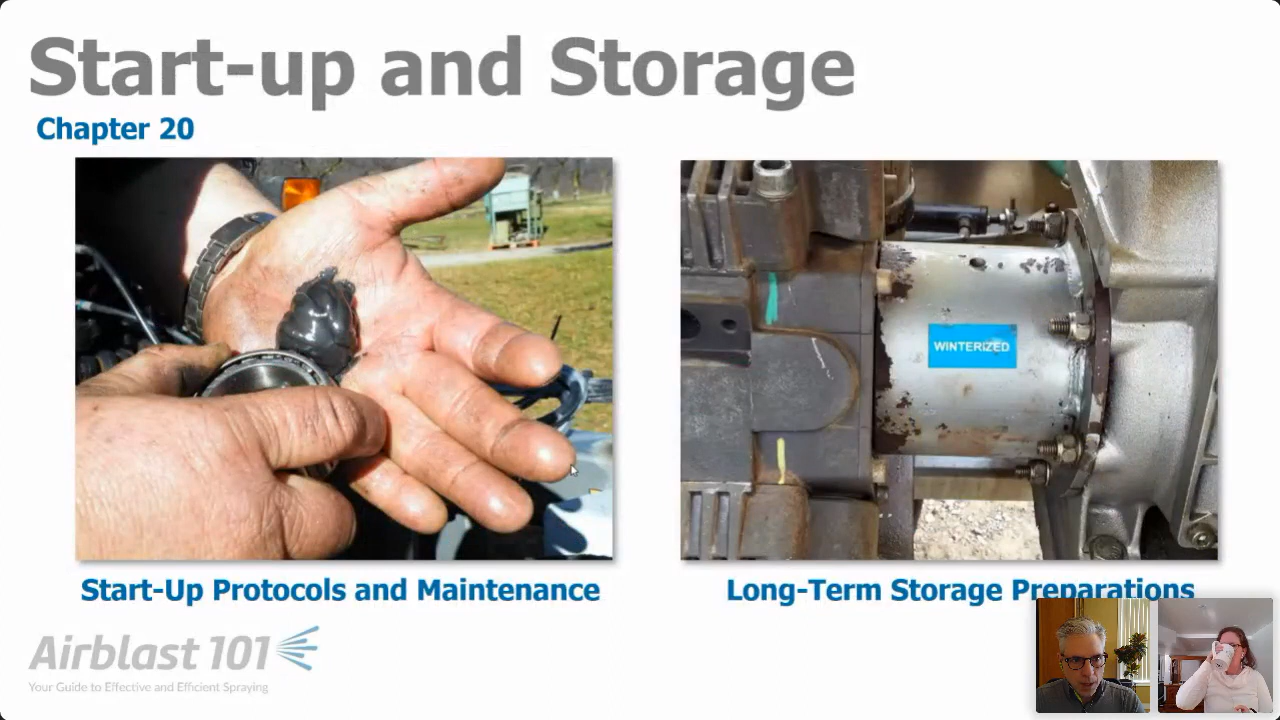 Start-up and Storage
Chapter 20
WINTERIZED
Start-Up Protocols and Maintenance
Long-Term Storage Preparations
Airblast 101
Your Guide to Effective and Efficient Spraying